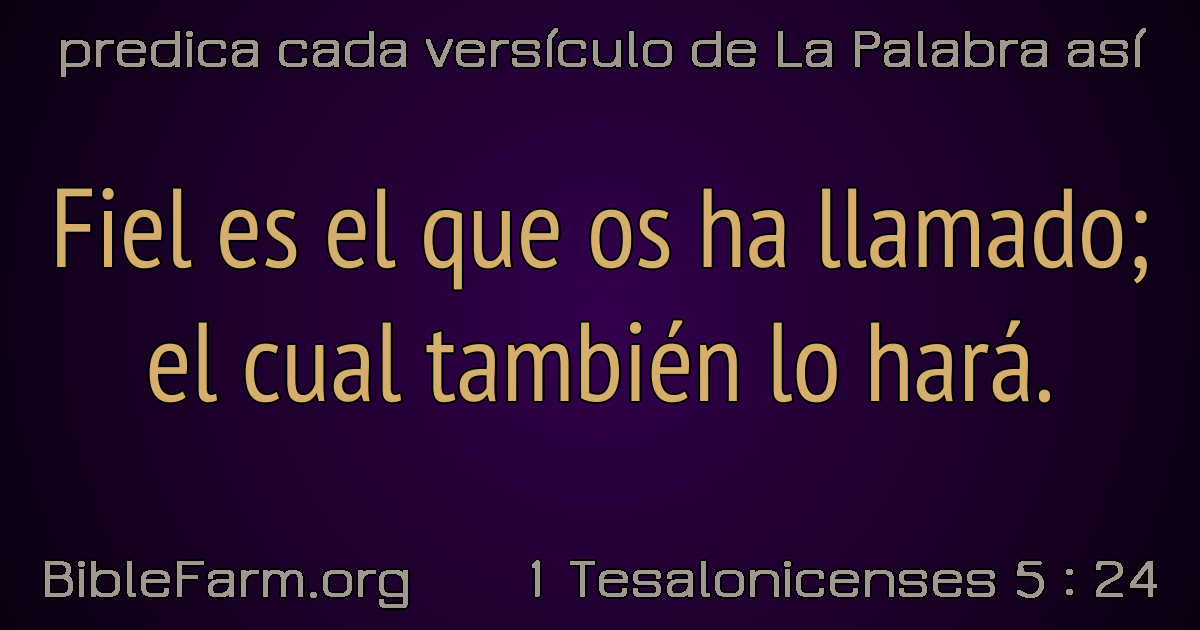 predica cada versículo de La Palabra así
Fiel es el que os ha llamado;
el cual también lo hará.
BibleFarm.org 1 Tesalonicenses 5 : 24